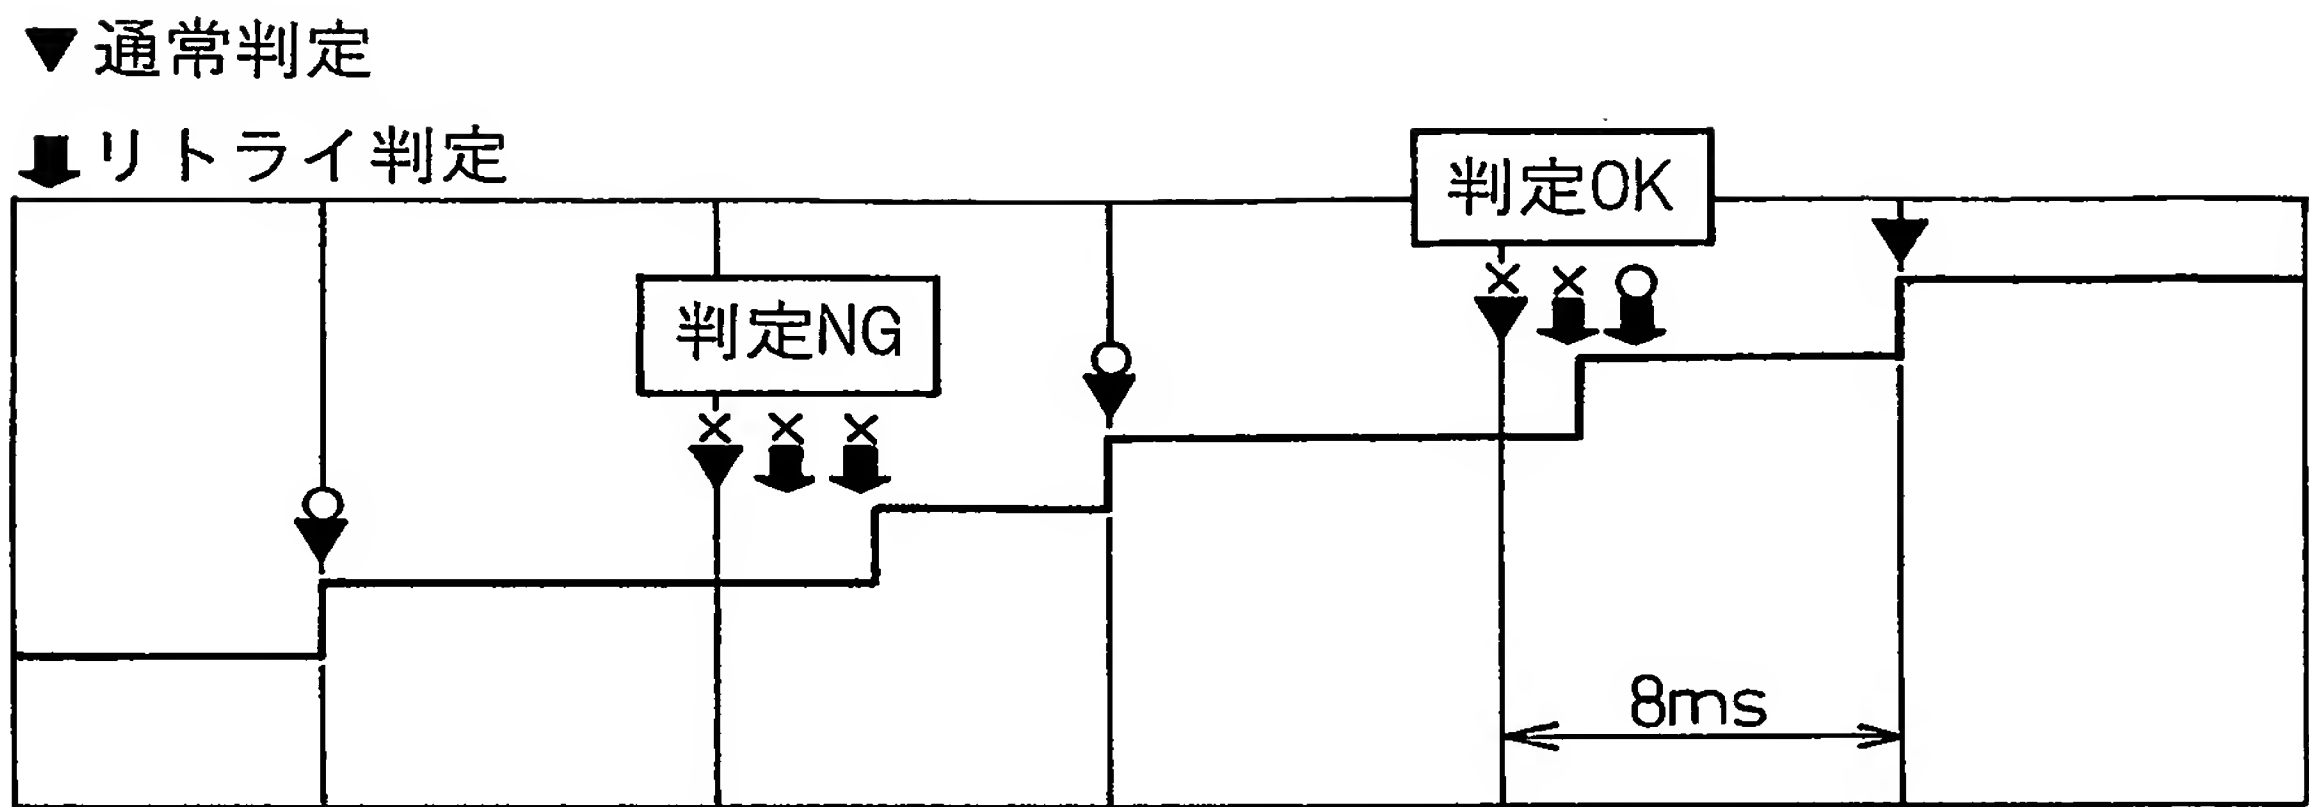 ▼通常判定
⬇リトライ判定
判定OK
× × ○
判定NG
× × ×
○
○
8ms